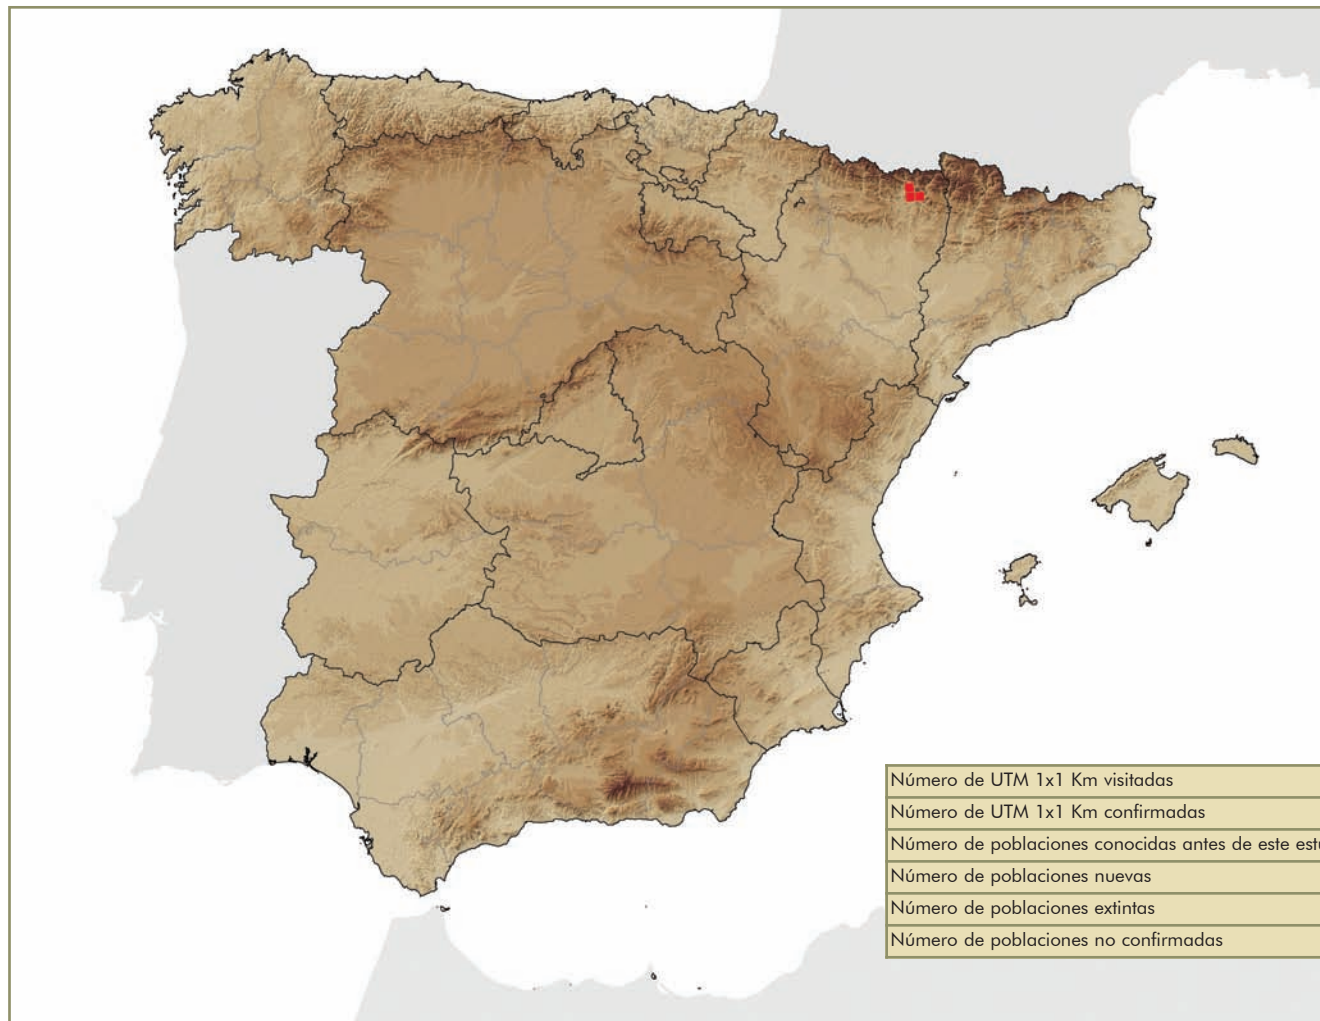 Número de UTM 1x1 Km visitadas
Número de UTM 1x1 Km confirmadas
Número de poblaciones conocidas antes de este
Número de poblaciones nuevas
Número de poblaciones extintas
Número de poblaciones no confirmadas